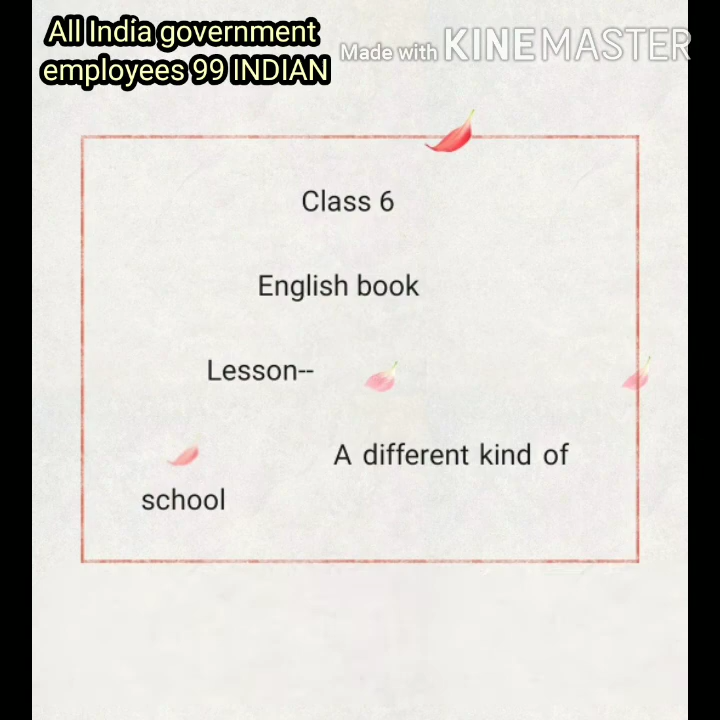 All India government
employees 99 INDIAN
Made with KINEMASTER
Class 6
English book
Lesson--
A different kind of
school